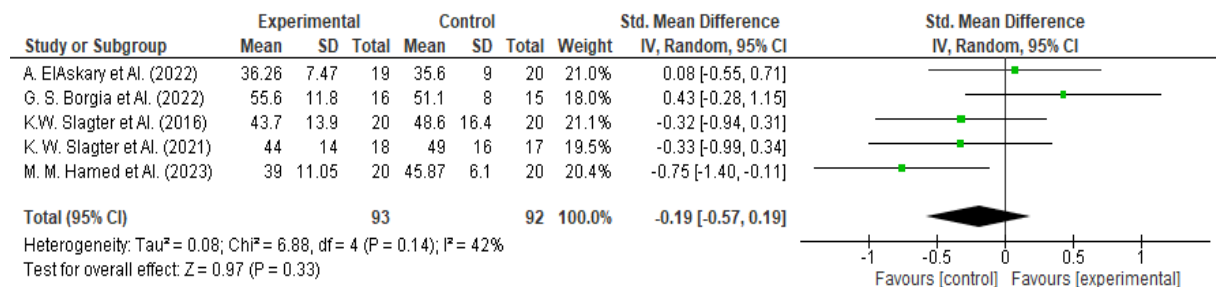 Experimental Control Std. Mean Difference Std. Mean Difference
Study or Subgroup Mean SD Total Mean SD Total Weight IV, Random, 95% CI IV, Random, 95% CI
A. ElAskary et Al. (2022) 36.26 7.47 19 35.6 9 20 21.0% 0.08 [-0.55, 0.71]
G. S. Borgia et Al. (2022) 55.6 11.8 16 51.1 8 15 18.0% 0.43 [-0.28, 1.15]
K.W. Slagter et Al. (2016) 43.7 13.9 20 48.6 16.4 20 21.1% -0.32 [-0.94, 0.31]
K. W. Slagter et Al. (2021) 44 14 18 49 16 17 19.5% -0.33 [-0.99, 0.34]
M. M. Hamed et Al. (2023) 39 11.05 20 45.87 6.1 20 20.4% -0.75 [-1.40, -0.11]
Total (95% CI) 93 92 100.0% -0.19 [-0.57, 0.19]
Heterogeneity: Tau² = 0.08; Chi² = 6.88, df = 4 (P = 0.14); I² = 42%
Test for overall effect: Z = 0.97 (P = 0.33)
-1 -0.5 0 0.5 1
Favours [control] Favours [experimental]